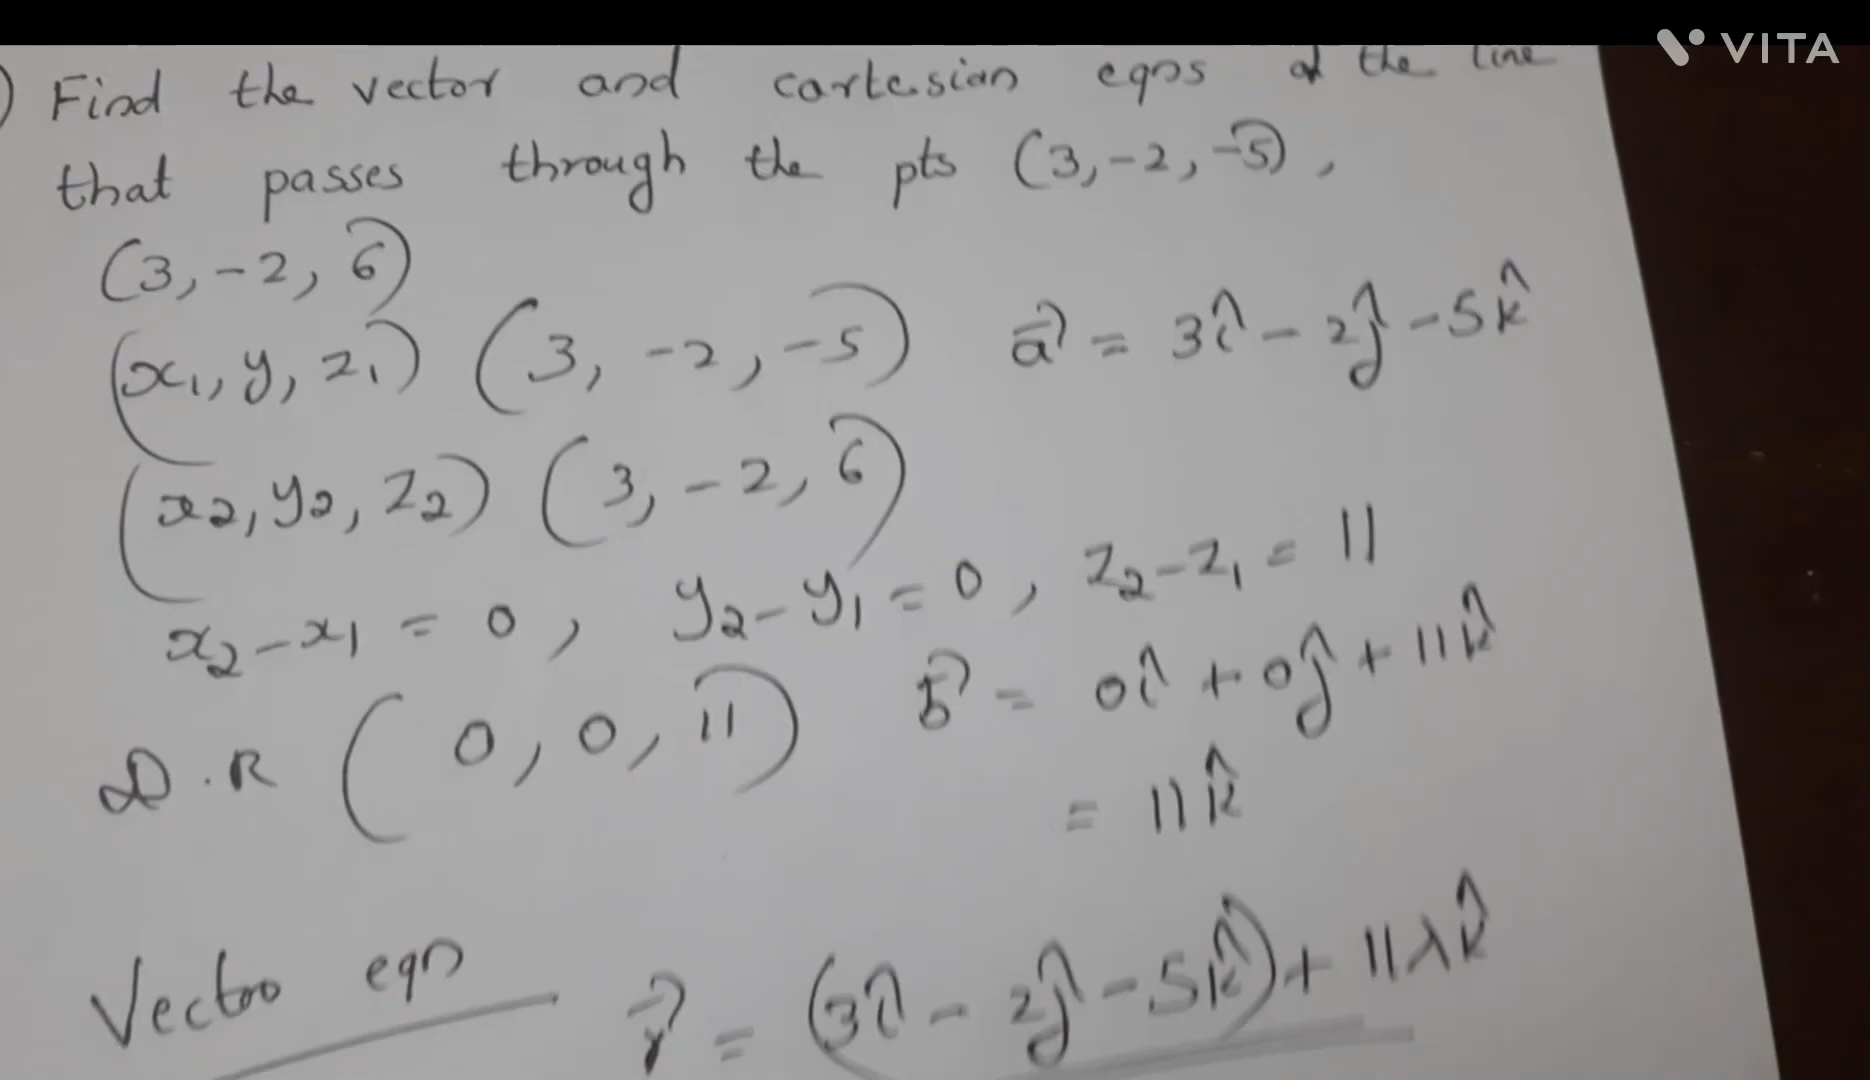 VITA
) Find the vector and cartesian eqns of the line
that passes through the pts (3, -2, -5) ,
(3, -2, 6)
(x₁, y, z₁) (3, -2, -5) a⃗ = 3î - 2ĵ - 5k̂
(x₂, y₂, z₂) (3, -2, 6)
x₂-x₁ = 0 , y₂-y₁ = 0 , z₂-z₁ = 11
D.R (0, 0, 11) b⃗ = 0î + 0ĵ + 11k̂
= 11k̂
Vector eqn r⃗ = (3î - 2ĵ - 5k̂) + 11λk̂